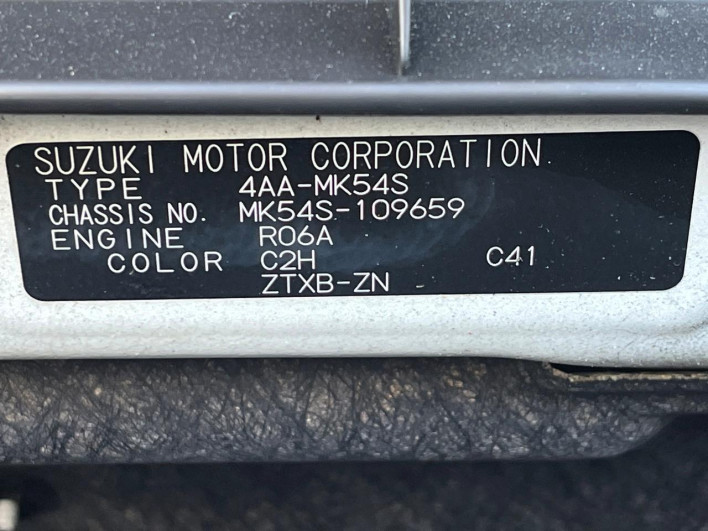 SUZUKI MOTOR CORPORATION
TYPE 4AA-MK54S
CHASSIS NO. MK54S-109659
ENGINE R06A
COLOR C2H C41
ZTXB-ZN